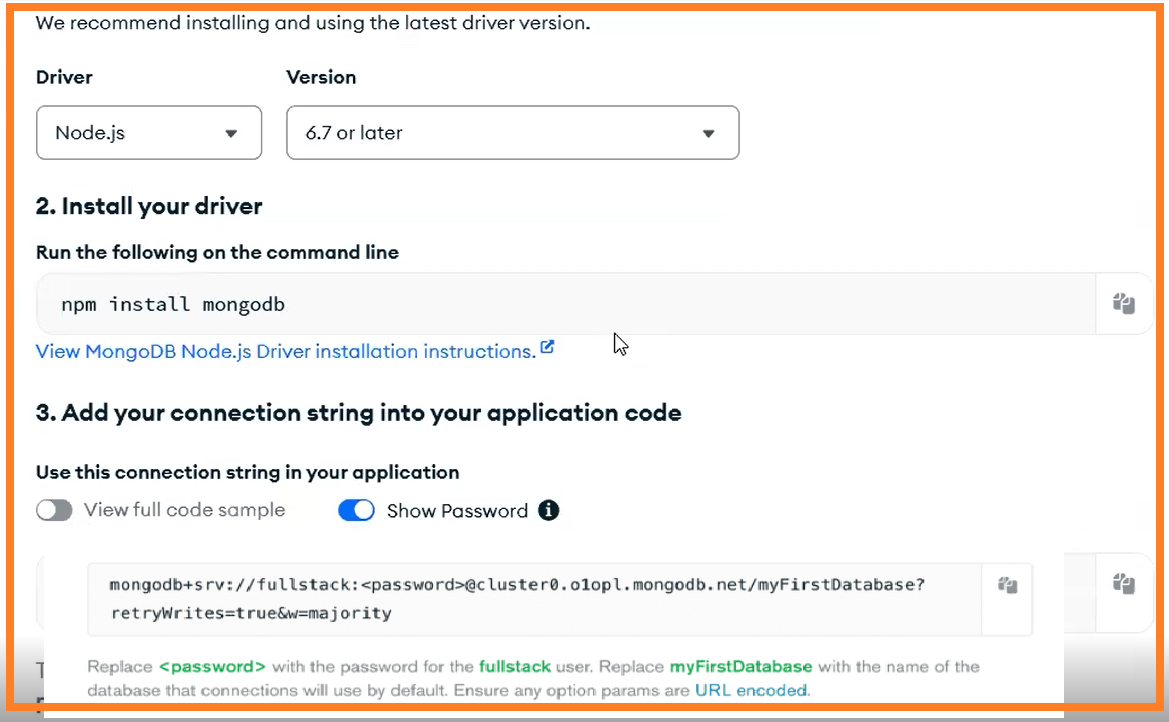 We recommend installing and using the latest driver version.
Driver
Version
Node.js
6.7 or later
2. Install your driver
Run the following on the command line
npm install mongodb
View MongoDB Node.js Driver installation instructions.
3. Add your connection string into your application code
Use this connection string in your application
View full code sample
Show Password
mongodb+srv://fullstack:<password>@cluster0.o1opl.mongodb.net/myFirstDatabase?
retryWrites=true&w=majority
Replace <password> with the password for the fullstack user. Replace myFirstDatabase with the name of the
database that connections will use by default. Ensure any option params are URL encoded.